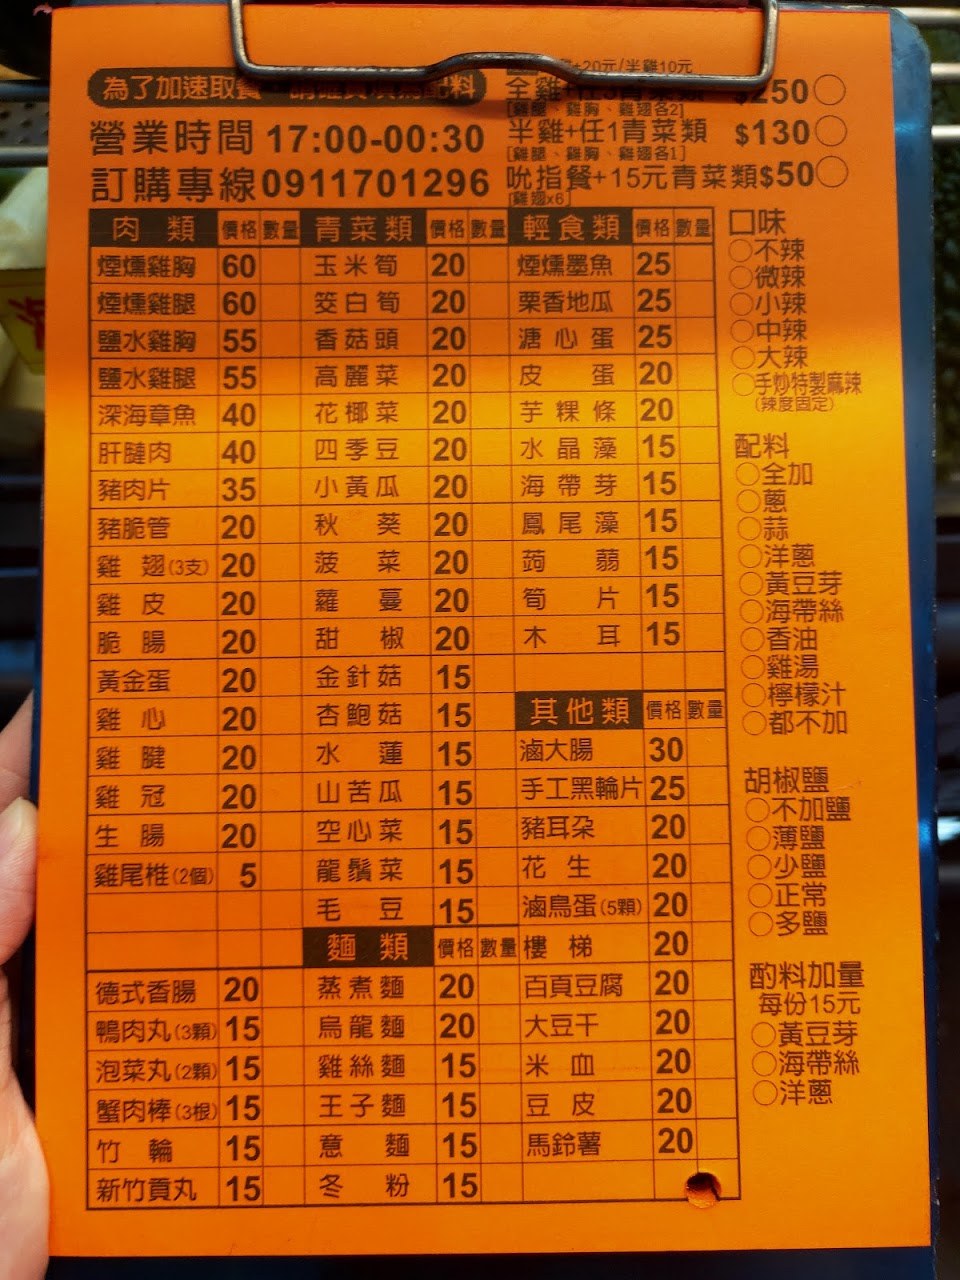 為了加速取餐
+20元/半雞10元
青菜類 $250○
[雞腿、雞胸、雞翅各2]
營業時間 17:00-00:30
半雞+任1青菜類 $130○
[雞腿、雞胸、雞翅各1]
訂購專線0911701296
吮指餐+15元青菜類$50○
[雞翅x6]
肉類 價格 數量
煙燻雞胸 60
煙燻雞腿 60
鹽水雞胸 55
鹽水雞腿 55
深海章魚 40
肝腱肉 40
豬肉片 35
豬脆管 20
雞翅(3支) 20
雞皮 20
脆腸 20
黃金蛋 20
雞心 20
雞腱 20
雞冠 20
生腸 20
雞尾椎(2個) 5
德式香腸 20
鴨肉丸(3顆) 15
泡菜丸(2顆) 15
蟹肉棒(3根) 15
竹輪 15
新竹貢丸 15
青菜類 價格 數量
玉米筍 20
筊白筍 20
香菇頭 20
高麗菜 20
花椰菜 20
四季豆 20
小黃瓜 20
秋葵 20
菠菜 20
蘿蔓 20
甜椒 20
金針菇 15
杏鮑菇 15
水蓮 15
山苦瓜 15
空心菜 15
龍鬚菜 15
毛豆 15
麵類 價格 數量
蒸煮麵 20
烏龍麵 20
雞絲麵 15
王子麵 15
意麵 15
冬粉 15
輕食類 價格 數量
煙燻墨魚 25
栗香地瓜 25
溏心蛋 25
皮蛋 20
芋粿條 20
水晶藻 15
海帶芽 15
鳳尾藻 15
蒟蒻 15
筍片 15
木耳 15
其他類 價格 數量
滷大腸 30
手工黑輪片 25
豬耳朵 20
花生 20
滷鳥蛋(5顆) 20
樓梯 20
百頁豆腐 20
大豆干 20
米血 20
豆皮 20
馬鈴薯 20
口味
○不辣
○微辣
○小辣
○中辣
○大辣
○手炒特製麻辣
(辣度固定)
配料
○全加
○蔥
○蒜
○洋蔥
○黃豆芽
○海帶絲
○香油
○雞湯
○檸檬汁
○都不加
胡椒鹽
○不加鹽
○薄鹽
○少鹽
○正常
○多鹽
酌料加量
每份15元
○黃豆芽
○海帶絲
○洋蔥